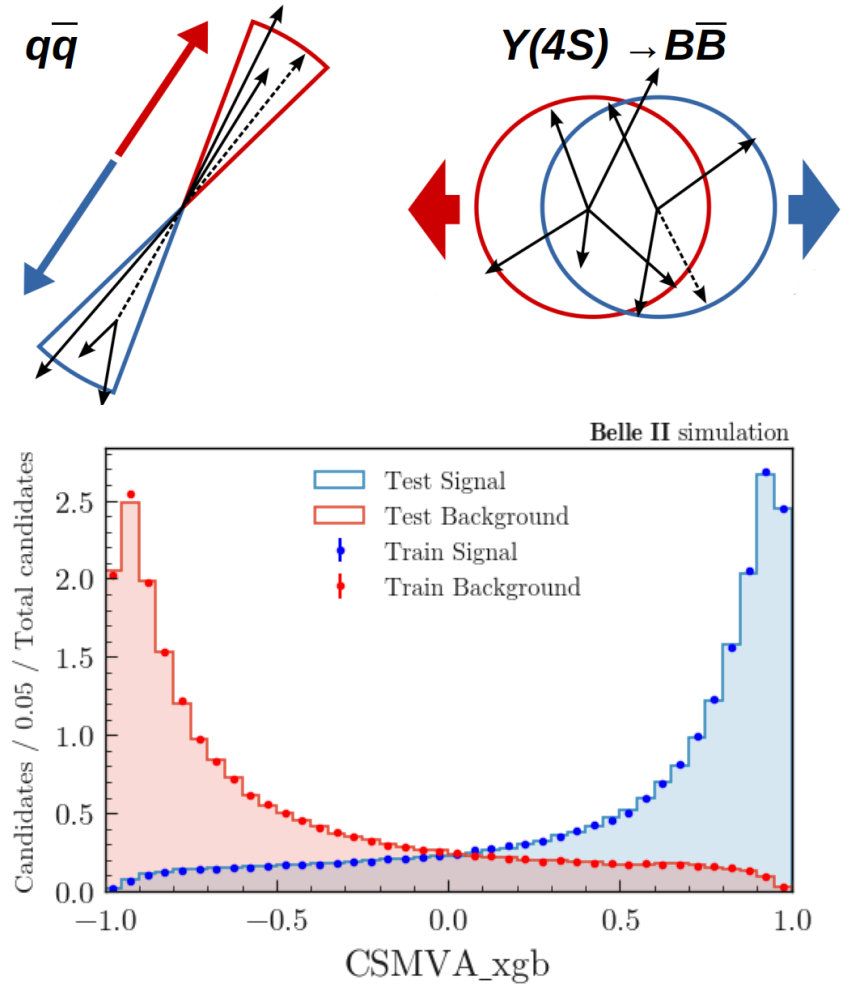 qq̅ Y(4S) →BB̅
Belle II simulation
Candidates / 0.05 / Total candidates
2.5
2.0
1.5
1.0
0.5
0.0
Test Signal
Test Background
Train Signal
Train Background
−1.0 −0.5 0.0 0.5 1.0
CSMVA_xgb